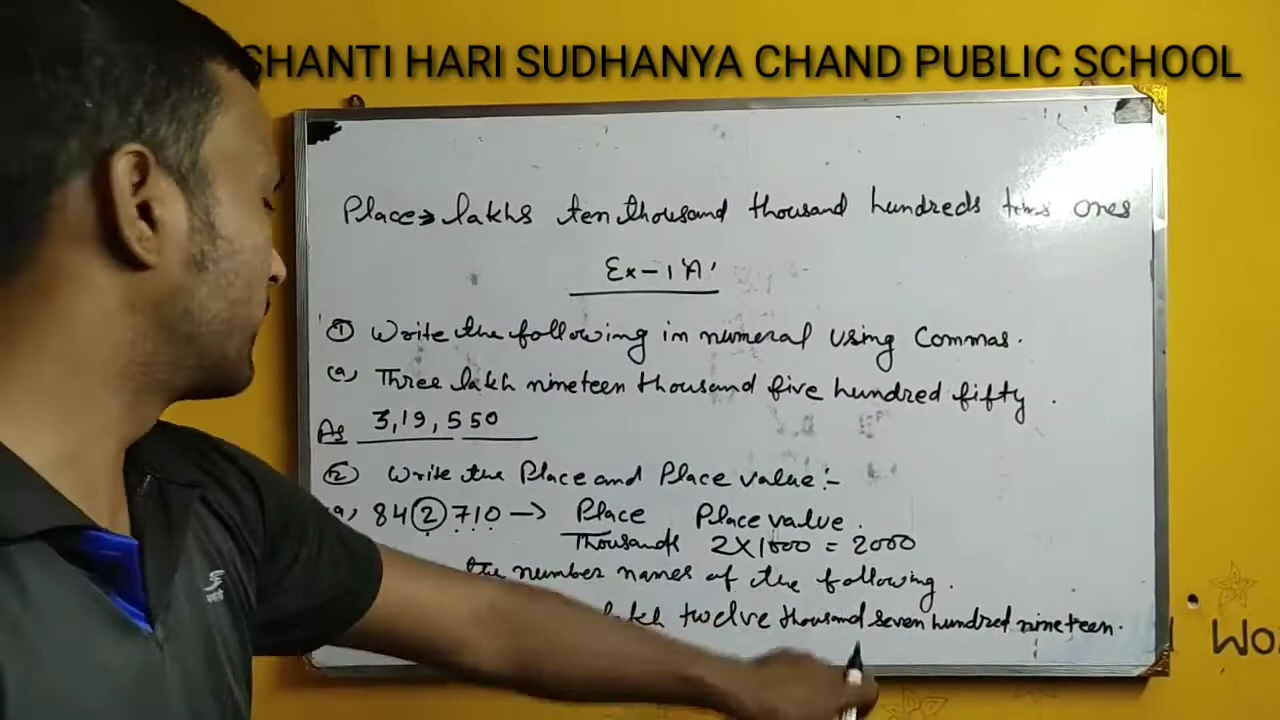 SHANTI HARI SUDHANYA CHAND PUBLIC SCHOOL
Place→ lakhs ten thousand thousand hundreds tens ones
Ex-1'A'
① Write the following in numeral using Commas.
(a) Three lakh nineteen thousand five hundred fifty.
As 3,19,550
② Write the Place and Place value:-
(a) 84②710 → Place Place value.
Thousands 2X1000 = 2000
the number names of the following.
lakh twelve thousand seven hundred nineteen.